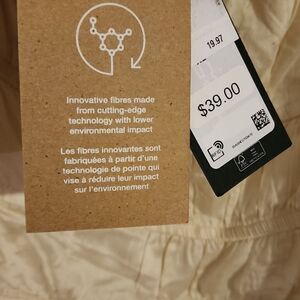 Innovative fibres made
from cutting-edge
technology with lower
environmental impact
Les fibres innovantes sont
fabriquées à partir d'une
technologie de pointe qui
vise à réduire leur impact
sur l'environnement
19.97
$39.00